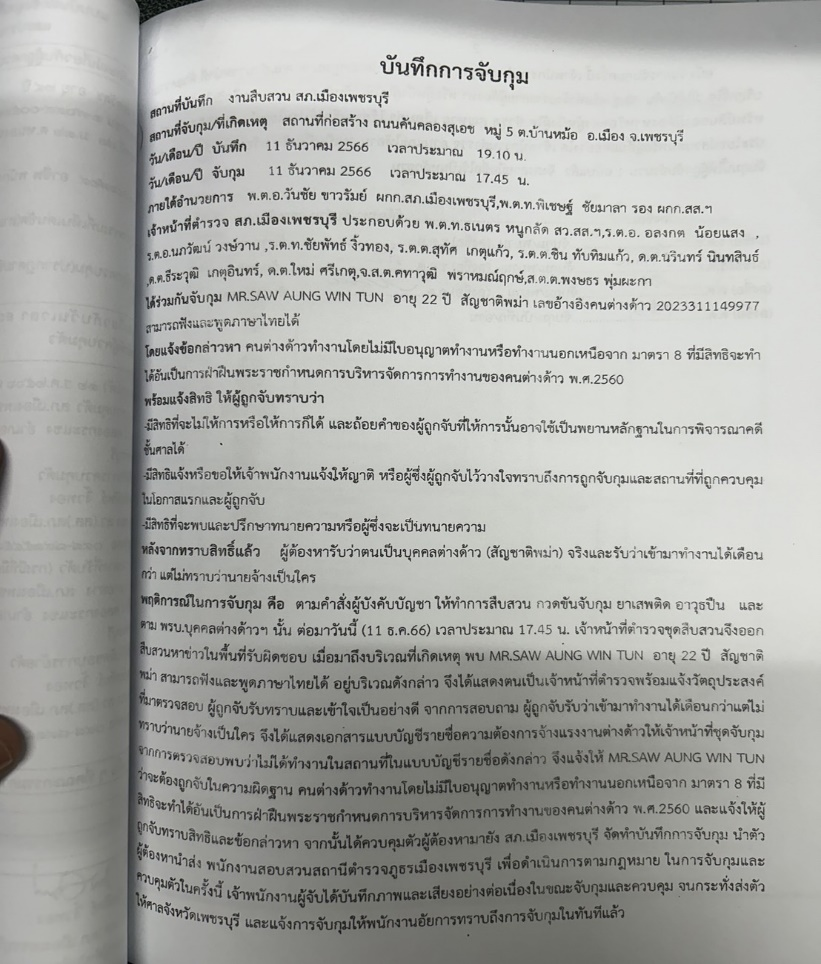 บันทึกการจับกุม
สถานที่บันทึก งานสืบสวน สภ.เมืองเพชรบุรี
สถานที่จับกุม/ที่เกิดเหตุ สถานที่ก่อสร้าง ถนนคันคลองสุเอช หมู่ 5 ต.บ้านหม้อ อ.เมือง จ.เพชรบุรี
วัน/เดือน/ปี บันทึก 11 ธันวาคม 2566 เวลาประมาณ 19.10 น.
วัน/เดือน/ปี จับกุม 11 ธันวาคม 2566 เวลาประมาณ 17.45 น.
ภายใต้อำนวยการ พ.ต.อ.วันชัย ขาวรัมย์ ผกก.สภ.เมืองเพชรบุรี,พ.ต.ท.พิเชษฐ์ ชัยมาลา รอง ผกก.สส.ฯ
เจ้าหน้าที่ตำรวจ สภ.เมืองเพชรบุรี ประกอบด้วย พ.ต.ท.ธเนตร หนูกลัด สว.สส.ฯ,ร.ต.อ. อลงกต น้อยแสง ,
ร.ต.อ.นภวัฒน์ วงษ์วาน ,ร.ต.ท.ชัยพัทธ์ งิ้วทอง, ร.ต.ต.สุทัศ เกตุแก้ว, ร.ต.ต.ชิน ทับทิมแก้ว, ด.ต.นวินทร์ นินทสินธ์
,ด.ต.ธีระวุฒิ เกตุอินทร์, ด.ต.ใหม่ ศรีเกตุ,จ.ส.ต.คทาวุฒิ พราหมณ์ฤกษ์,ส.ต.ต.พงษธร พุ่มผะกา
ได้ร่วมกันจับกุม MR.SAW AUNG WIN TUN อายุ 22 ปี สัญชาติพม่า เลขอ้างอิงคนต่างด้าว 2023311149977
สามารถฟังและพูดภาษาไทยได้
โดยแจ้งข้อกล่าวหา คนต่างด้าวทำงานโดยไม่มีใบอนุญาตทำงานหรือทำงานนอกเหนือจาก มาตรา 8 ที่มีสิทธิจะทำ
ได้อันเป็นการฝ่าฝืนพระราชกำหนดการบริหารจัดการการทำงานของคนต่างด้าว พ.ศ.2560
พร้อมแจ้งสิทธิ ให้ผู้ถูกจับทราบว่า
-มีสิทธิที่จะไม่ให้การหรือให้การก็ได้ และถ้อยคำของผู้ถูกจับที่ให้การนั้นอาจใช้เป็นพยานหลักฐานในการพิจารณาคดี
ชั้นศาลได้
-มีสิทธิแจ้งหรือขอให้เจ้าพนักงานแจ้งให้ญาติ หรือผู้ซึ่งผู้ถูกจับไว้วางใจทราบถึงการถูกจับกุมและสถานที่ที่ถูกควบคุม
ในโอกาสแรกและผู้ถูกจับ
-มีสิทธิที่จะพบและปรึกษาทนายความหรือผู้ซึ่งจะเป็นทนายความ
หลังจากทราบสิทธิ์แล้ว ผู้ต้องหารับว่าตนเป็นบุคคลต่างด้าว (สัญชาติพม่า) จริงและรับว่าเข้ามาทำงานได้เดือน
กว่า แต่ไม่ทราบว่านายจ้างเป็นใคร
พฤติการณ์ในการจับกุม คือ ตามคำสั่งผู้บังคับบัญชา ให้ทำการสืบสวน กวดขันจับกุม ยาเสพติด อาวุธปืน และ
ตาม พรบ.บุคคลต่างด้าวฯ นั้น ต่อมาวันนี้ (11 ธ.ค.66) เวลาประมาณ 17.45 น. เจ้าหน้าที่ตำรวจชุดสืบสวนจึงออก
สืบสวนหาข่าวในพื้นที่รับผิดชอบ เมื่อมาถึงบริเวณที่เกิดเหตุ พบ MR.SAW AUNG WIN TUN อายุ 22 ปี สัญชาติ
พม่า สามารถฟังและพูดภาษาไทยได้ อยู่บริเวณดังกล่าว จึงได้แสดงตนเป็นเจ้าหน้าที่ตำรวจพร้อมแจ้งวัตถุประสงค์
ที่มาตรวจสอบ ผู้ถูกจับรับทราบและเข้าใจเป็นอย่างดี จากการสอบถาม ผู้ถูกจับรับว่าเข้ามาทำงานได้เดือนกว่าแต่ไม่
ทราบว่านายจ้างเป็นใคร จึงได้แสดงเอกสารแบบบัญชีรายชื่อความต้องการจ้างแรงงานต่างด้าวให้เจ้าหน้าที่ชุดจับกุม
จากการตรวจสอบพบว่าไม่ได้ทำงานในสถานที่ในแบบบัญชีรายชื่อดังกล่าว จึงแจ้งให้ MR.SAW AUNG WIN TUN
ว่าจะต้องถูกจับในความผิดฐาน คนต่างด้าวทำงานโดยไม่มีใบอนุญาตทำงานหรือทำงานนอกเหนือจาก มาตรา 8 ที่มี
สิทธิจะทำได้อันเป็นการฝ่าฝืนพระราชกำหนดการบริหารจัดการการทำงานของคนต่างด้าว พ.ศ.2560 และแจ้งให้ผู้
ถูกจับทราบสิทธิและข้อกล่าวหา จากนั้นได้ควบคุมตัวผู้ต้องหามายัง สภ.เมืองเพชรบุรี จัดทำบันทึกการจับกุม นำตัว
ผู้ต้องหานำส่ง พนักงานสอบสวนสถานีตำรวจภูธรเมืองเพชรบุรี เพื่อดำเนินการตามกฎหมาย ในการจับกุมและ
ควบคุมตัวในครั้งนี้ เจ้าพนักงานผู้จับได้บันทึกภาพและเสียงอย่างต่อเนื่องในขณะจับกุมและควบคุม จนกระทั่งส่งตัว
ให้ศาลจังหวัดเพชรบุรี และแจ้งการจับกุมให้พนักงานอัยการทราบถึงการจับกุมในทันทีแล้ว